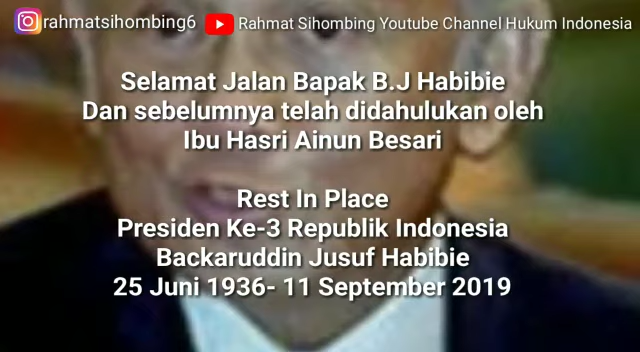 rahmatsihombing6 Rahmat Sihombing Youtube Channel Hukum Indonesia
Selamat Jalan Bapak B.J Habibie
Dan sebelumnya telah didahulukan oleh
Ibu Hasri Ainun Besari
Rest In Place
Presiden Ke-3 Republik Indonesia
Backaruddin Jusuf Habibie
25 Juni 1936- 11 September 2019